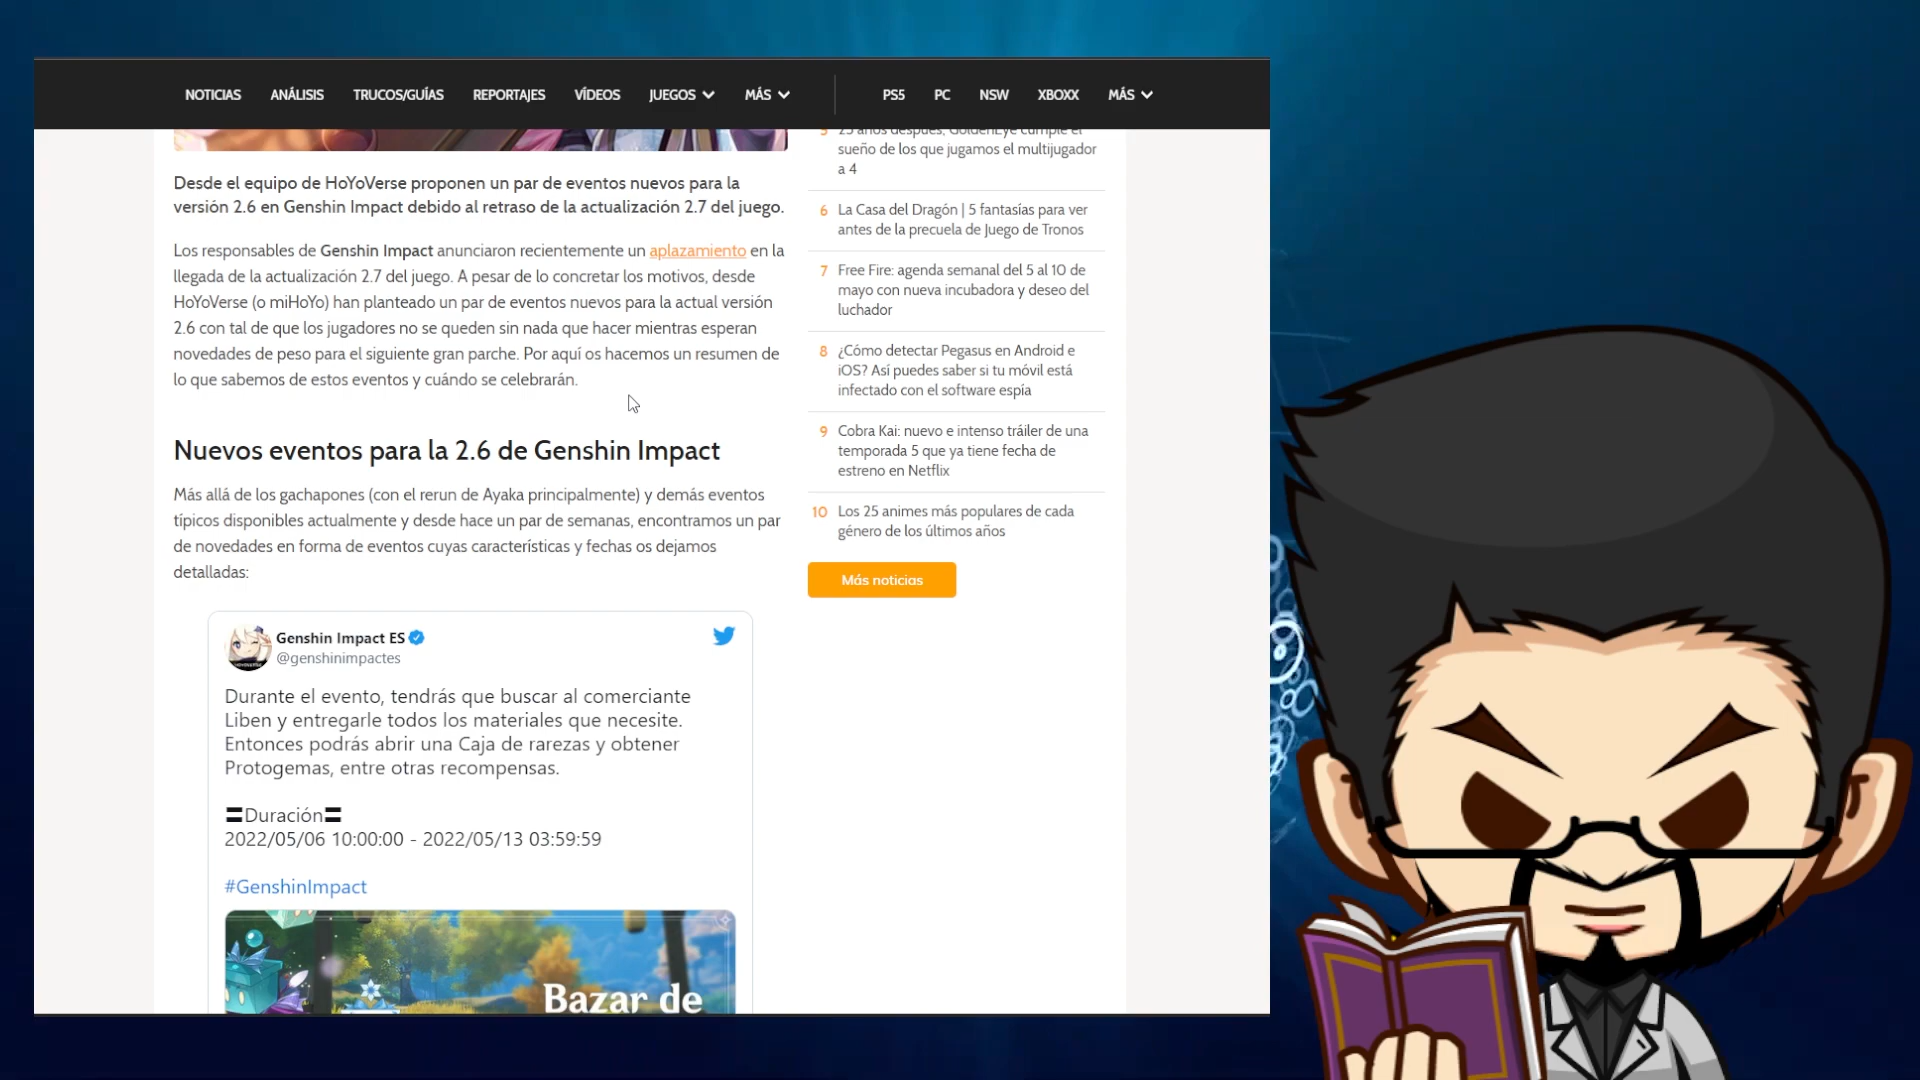 NOTICIAS ANÁLISIS TRUCOS/GUÍAS REPORTAJES VÍDEOS JUEGOS MÁS PS5 PC NSW XBOXX MÁS
Desde el equipo de HoYoVerse proponen un par de eventos nuevos para la
versión 2.6 en Genshin Impact debido al retraso de la actualización 2.7 del juego.
Los responsables de Genshin Impact anunciaron recientemente un aplazamiento en la
llegada de la actualización 2.7 del juego. A pesar de lo concretar los motivos, desde
HoYoVerse (o miHoYo) han planteado un par de eventos nuevos para la actual versión
2.6 con tal de que los jugadores no se queden sin nada que hacer mientras esperan
novedades de peso para el siguiente gran parche. Por aquí os hacemos un resumen de
lo que sabemos de estos eventos y cuándo se celebrarán.
Nuevos eventos para la 2.6 de Genshin Impact
Más allá de los gachapones (con el rerun de Ayaka principalmente) y demás eventos
típicos disponibles actualmente y desde hace un par de semanas, encontramos un par
de novedades en forma de eventos cuyas características y fechas os dejamos
detalladas:
Genshin Impact ES
@genshinimpactes
Durante el evento, tendrás que buscar al comerciante
Liben y entregarle todos los materiales que necesite.
Entonces podrás abrir una Caja de rarezas y obtener
Protogemas, entre otras recompensas.
〓Duración〓
2022/05/06 10:00:00 - 2022/05/13 03:59:59
#GenshinImpact
Bazar de
5 25 años después, GoldenEye cumple el
sueño de los que jugamos el multijugador
a 4
6 La Casa del Dragón | 5 fantasías para ver
antes de la precuela de Juego de Tronos
7 Free Fire: agenda semanal del 5 al 10 de
mayo con nueva incubadora y deseo del
luchador
8 ¿Cómo detectar Pegasus en Android e
iOS? Así puedes saber si tu móvil está
infectado con el software espía
9 Cobra Kai: nuevo e intenso tráiler de una
temporada 5 que ya tiene fecha de
estreno en Netflix
10 Los 25 animes más populares de cada
género de los últimos años
Más noticias